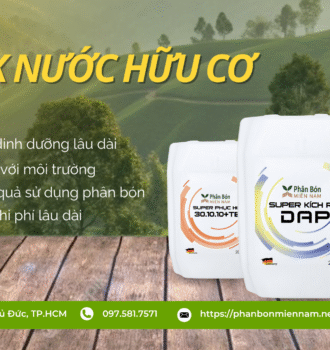 K NƯỚC HỮU CƠ
dinh dưỡng lâu dài
với môi trường
quả sử dụng phân bón
hi phí lâu dài
Phân Bón
MIỀN NAM
SUPER PHỤC H
30.10.10+TE
Phân Bón
MIỀN NAM
SUPER KÍCH
DAP
ủ Đức, TP.HCM
097.581.7571
https://phanbonmiennam.ne